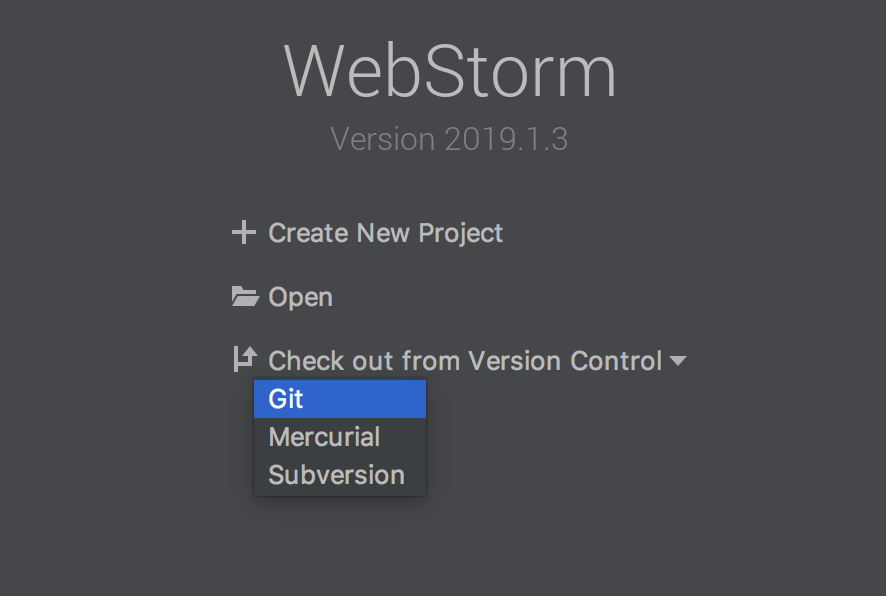 WebStorm
Version 2019.1.3
Create New Project
Open
Check out from Version Control
Git
Mercurial
Subversion